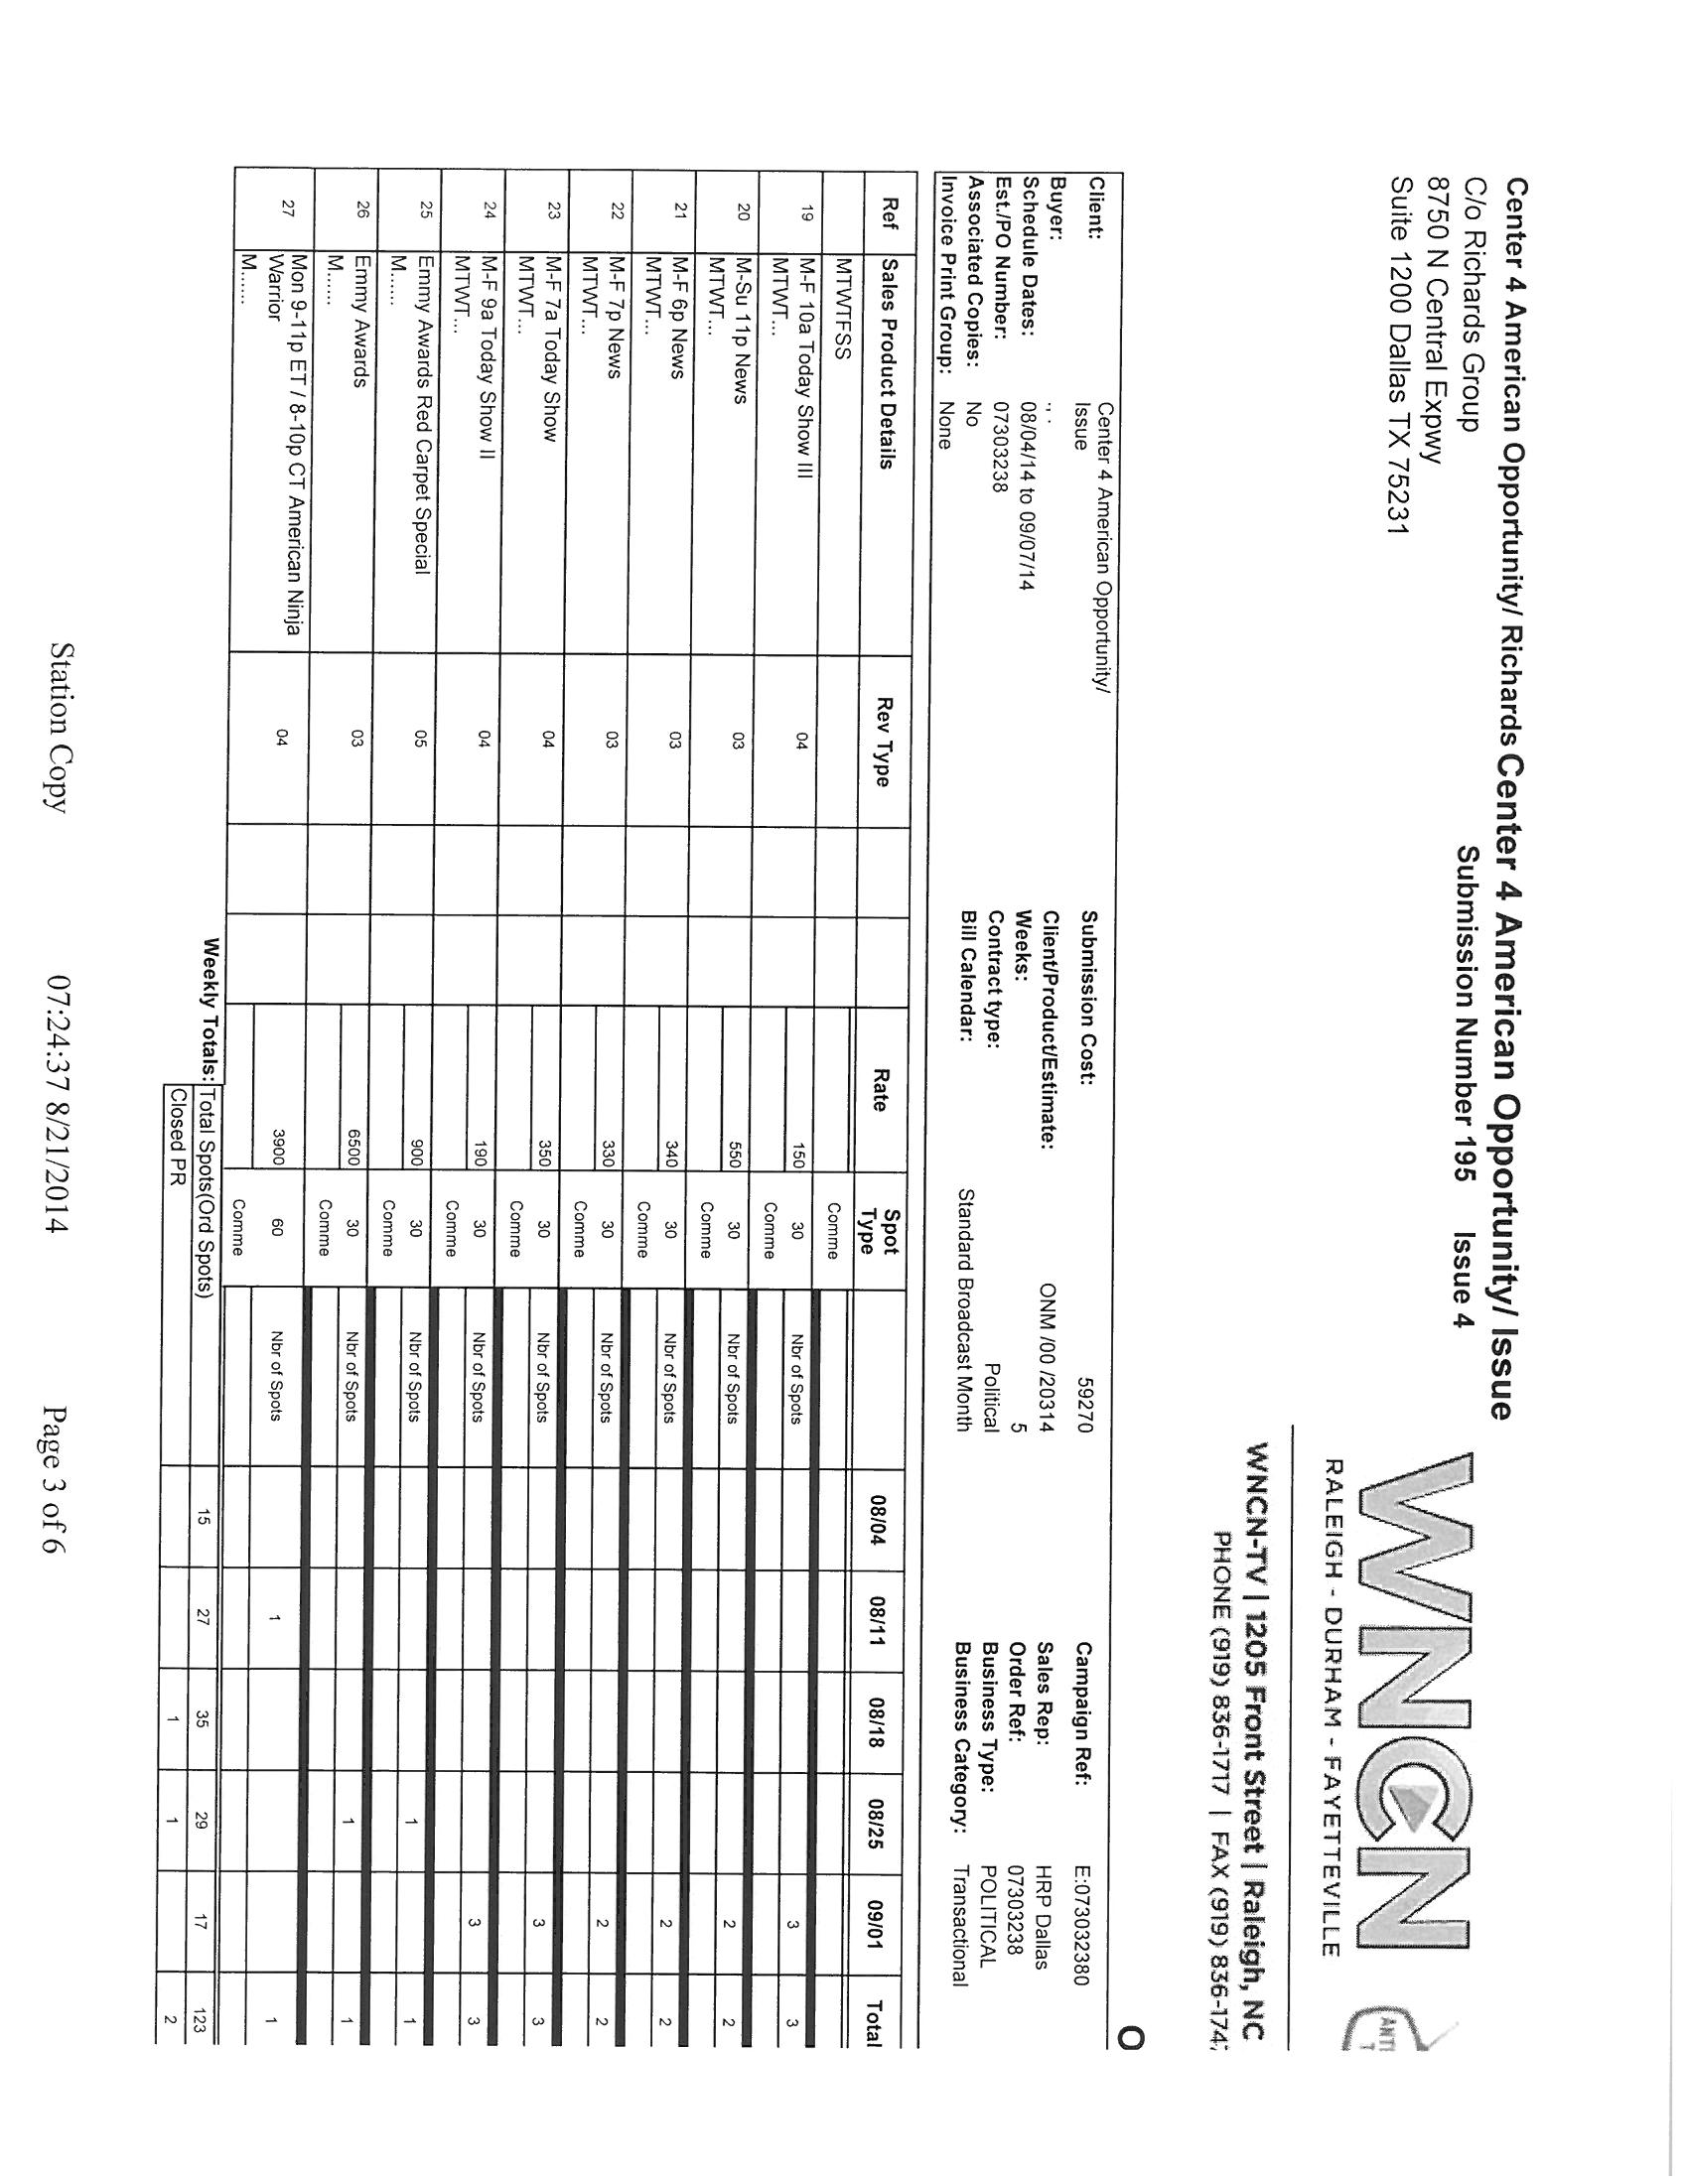 Center 4 American Opportunity/ Richards Center 4 American Opportunity/ Issue
C/o Richards Group
Submission Number 195 Issue 4
8750 N Central Expwy
Suite 1200 Dallas TX 75231
WNCN
RALEIGH - DURHAM - FAYETTEVILLE
WNCN-TV | 1205 Front Street | Raleigh, NC
PHONE (919) 836-1717 | FAX (919) 836-174
ANTI
T
O
Client: Center 4 American Opportunity/ Submission Cost: 59270 Campaign Ref: E:073032380
Issue
Buyer: ., . Client/Product/Estimate: ONM /00 /20314 Sales Rep: HRP Dallas
Schedule Dates: 08/04/14 to 09/07/14 Weeks: 5 Order Ref: 07303238
Est./PO Number: 07303238 Contract type: Political Business Type: POLITICAL
Associated Copies: No Bill Calendar: Standard Broadcast Month Business Category: Transactional
Invoice Print Group: None
Ref Sales Product Details Rev Type Rate Spot Type 08/04 08/11 08/18 08/25 09/01 Total
MTWTFSS Comme
19 M-F 10a Today Show III 04 150 30 Nbr of Spots 3 3
MTWT... Comme
20 M-Su 11p News 03 550 30 Nbr of Spots 2 2
MTWT... Comme
21 M-F 6p News 03 340 30 Nbr of Spots 2 2
MTWT... Comme
22 M-F 7p News 03 330 30 Nbr of Spots 2 2
MTWT... Comme
23 M-F 7a Today Show 04 350 30 Nbr of Spots 3 3
MTWT... Comme
24 M-F 9a Today Show II 04 190 30 Nbr of Spots 3 3
MTWT... Comme
25 Emmy Awards Red Carpet Special 05 900 30 Nbr of Spots 1 1
M...... Comme
26 Emmy Awards 03 6500 30 Nbr of Spots 1 1
M...... Comme
27 Mon 9-11p ET / 8-10p CT American Ninja 04 3900 60 Nbr of Spots 1 1
Warrior
M...... Comme
Weekly Totals: Total Spots(Ord Spots) 15 27 35 29 17 123
Closed PR 1 1 2
Station Copy 07:24:37 8/21/2014 Page 3 of 6